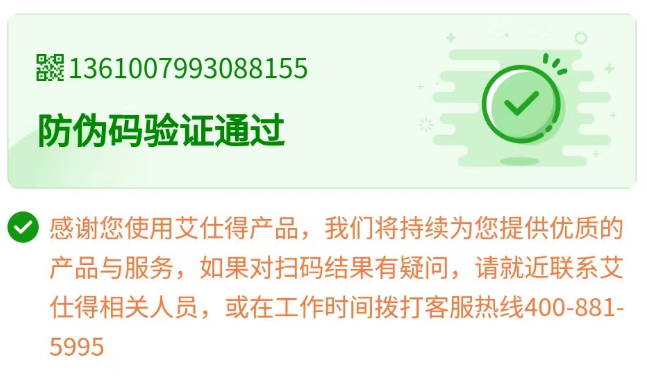 1361007993088155
防伪码验证通过
感谢您使用艾仕得产品，我们将持续为您提供优质的
产品与服务，如果对扫码结果有疑问，请就近联系艾
仕得相关人员，或在工作时间拨打客服热线400-881-
5995